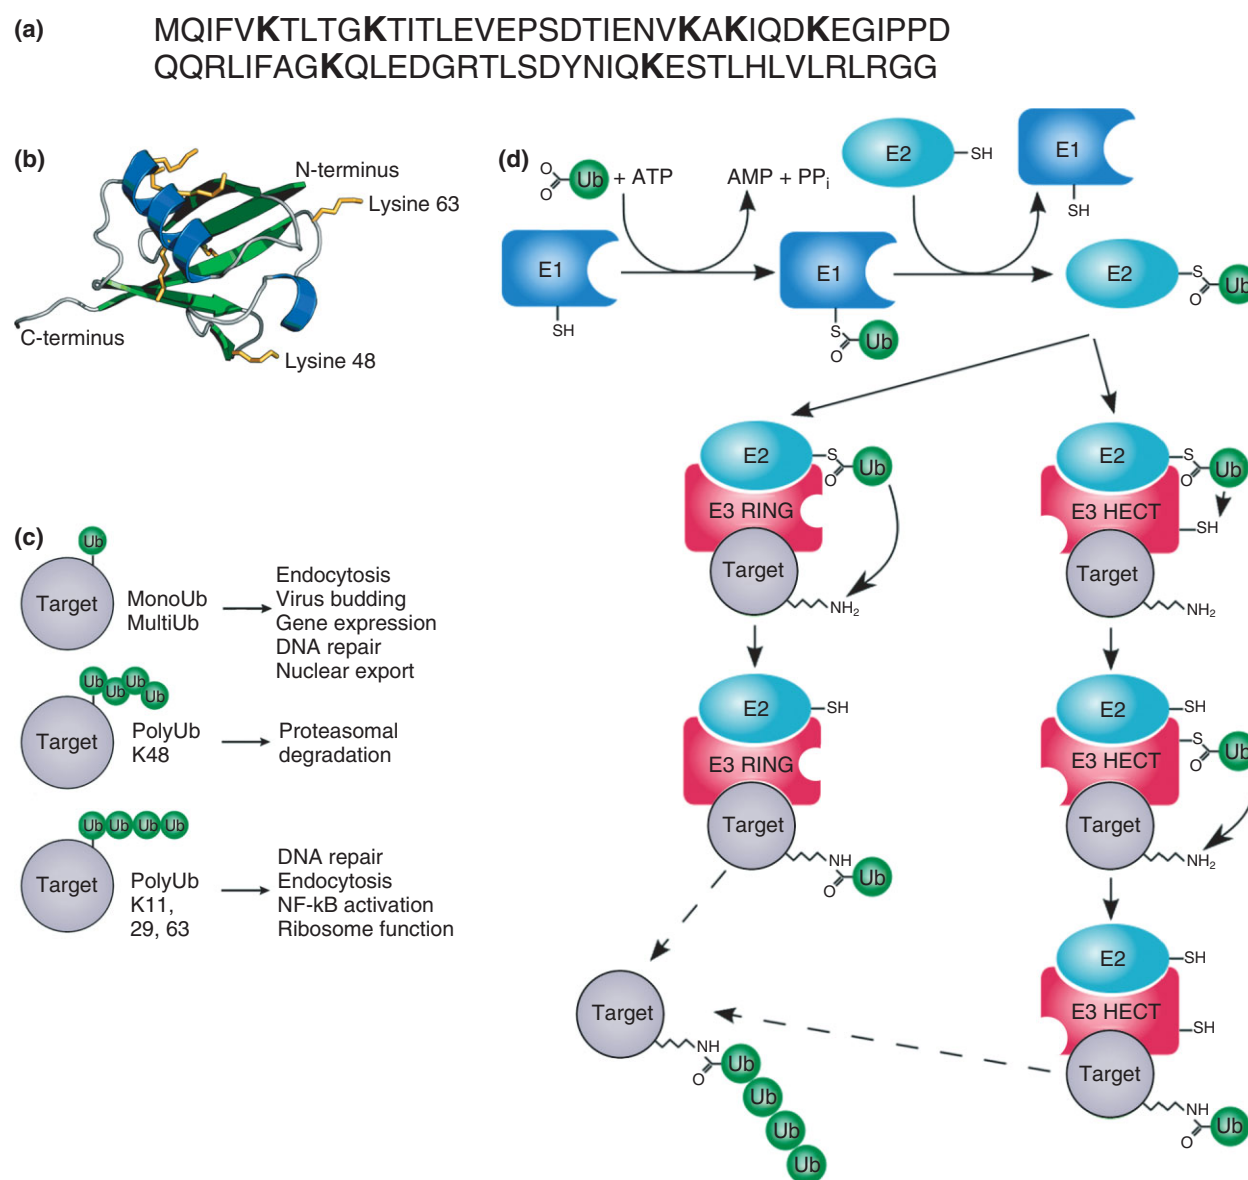 (a)
MQIFVKTLTGKTITLEVEPSDTIENVKAKIQDKEGIPPD
QQRLIFAGKQLEDGRTLSDYNIQKESTLHLVLRLRGG
(b)
N-terminus
Lysine 63
C-terminus
Lysine 48
(c)
Ub
Target
MonoUb
MultiUb
Endocytosis
Virus budding
Gene expression
DNA repair
Nuclear export
Ub Ub Ub Ub
Target
PolyUb
K48
Proteasomal
degradation
Ub Ub Ub Ub
Target
PolyUb
K11,
29, 63
DNA repair
Endocytosis
NF-kB activation
Ribosome function
(d)
O
O
Ub + ATP
AMP + PPi
E2
SH
E1
SH
E1
SH
E1
S
O
Ub
E2
S
O
Ub
E2
S
O
Ub
E3 RING
Target
NH2
E2
S
O
Ub
E3 HECT
SH
Target
NH2
E2
SH
E3 RING
Target
NH
O
Ub
E2
SH
S
O
Ub
E3 HECT
Target
NH2
E2
SH
E3 HECT
SH
Target
NH
O
Ub
Target
NH
O
Ub
Ub
Ub
Ub